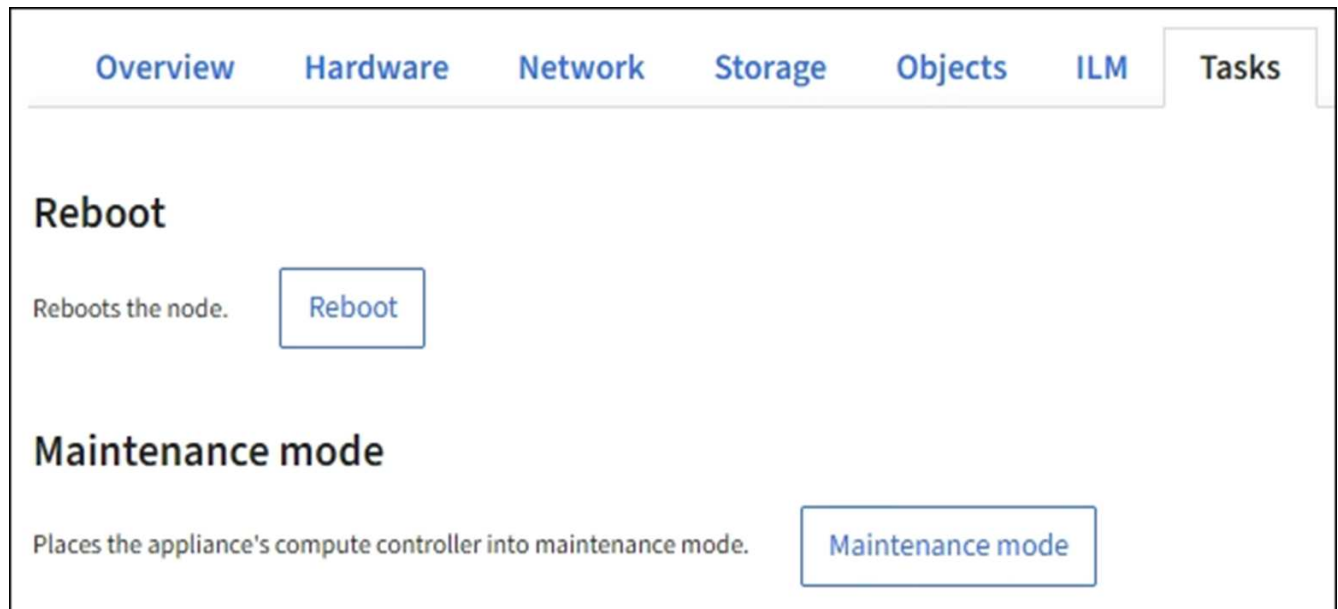 Overview Hardware Network Storage Objects ILM Tasks
Reboot
Reboots the node. Reboot
Maintenance mode
Places the appliance's compute controller into maintenance mode. Maintenance mode